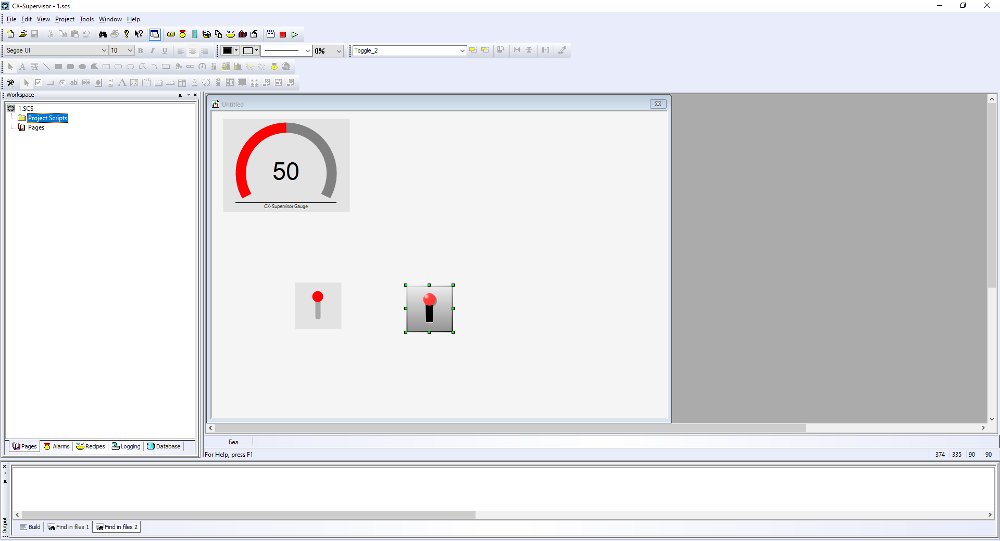 CX-Supervisor - 1.scs
File Edit View Project Tools Window Help
Segoe UI 10 0% Toggle_2
Workspace
1.SCS
Project Scripts
Pages
Untitled
50
CX-Supervisor Gauge
Pages Alarms Recipes Logging Database
Без
For Help, press F1 374 335 90 90
Output
Build Find in files 1 Find in files 2